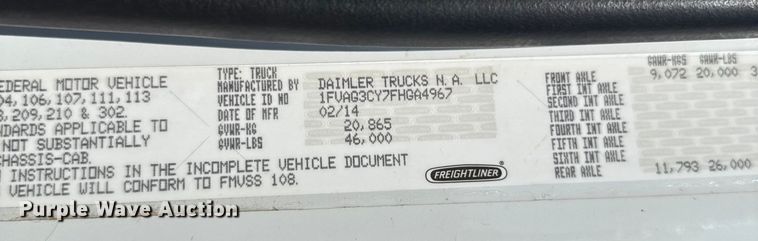 GAWR-KGS GAWR-LBS
TYPE: TRUCK
FEDERAL MOTOR VEHICLE MANUFACTURED BY DAIMLER TRUCKS N.A. LLC FRONT AXLE 9,072 20,000 3
04, 106, 107, 111, 113 VEHICLE ID NO 1FVAG3CY7FHGA4967 FIRST INT AXLE
8, 209, 210 & 302. DATE OF MFR 02/14 SECOND INT AXLE
THIRD INT AXLE
NDARDS APPLICABLE TO GVWR-KG 20,865 FOURTH INT AXLE
NOT SUBSTANTIALLY GVWR-LBS 46,000 FIFTH INT AXLE
CHASSIS-CAB. SIXTH INT AXLE
INSTRUCTIONS IN THE INCOMPLETE VEHICLE DOCUMENT REAR AXLE 11,793 26,000
VEHICLE WILL CONFORM TO FMVSS 108. FREIGHTLINER
Purple Wave Auction